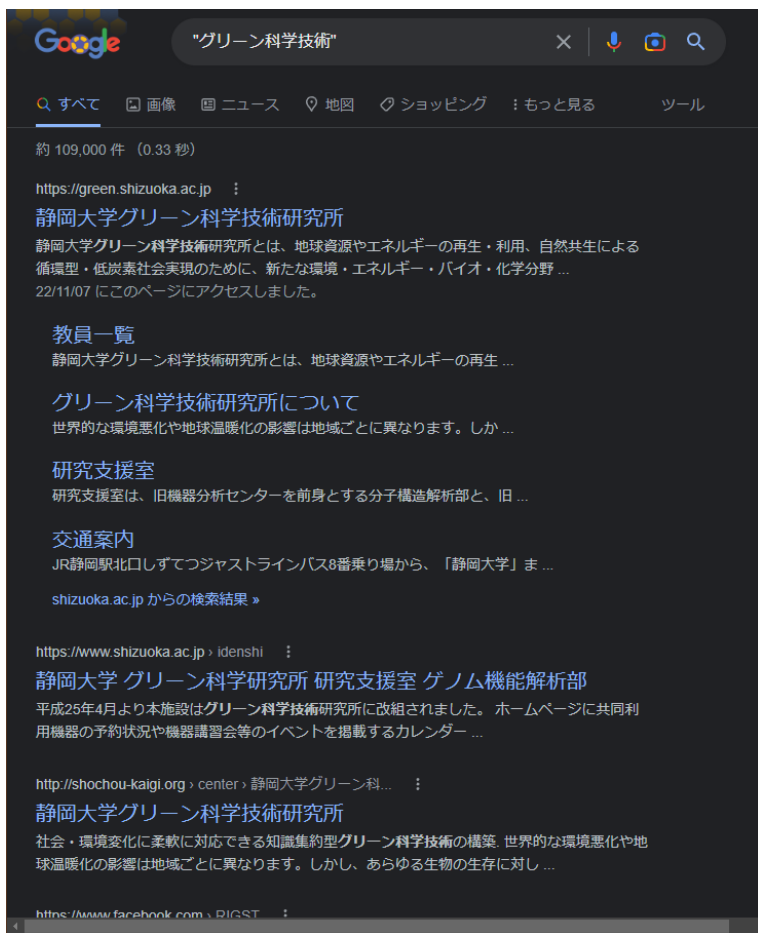 Google
"グリーン科学技術"
すべて 画像 ニュース 地図 ショッピング もっと見る ツール
約 109,000 件 （0.33 秒）
https://green.shizuoka.ac.jp
静岡大学グリーン科学技術研究所
静岡大学グリーン科学技術研究所とは、地球資源やエネルギーの再生・利用、自然共生による
循環型・低炭素社会実現のために、新たな環境・エネルギー・バイオ・化学分野 ...
22/11/07 にこのページにアクセスしました。
教員一覧
静岡大学グリーン科学技術研究所とは、地球資源やエネルギーの再生 ...
グリーン科学技術研究所について
世界的な環境悪化や地球温暖化の影響は地域ごとに異なります。しか ...
研究支援室
研究支援室は、旧機器分析センターを前身とする分子構造解析部と、旧 ...
交通案内
JR静岡駅北口しずてつジャストラインバス8番乗り場から、「静岡大学」ま ...
shizuoka.ac.jp からの検索結果 »
https://www.shizuoka.ac.jp › idenshi
静岡大学 グリーン科学研究所 研究支援室 ゲノム機能解析部
平成25年4月より本施設はグリーン科学技術研究所に改組されました。 ホームページに共同利
用機器の予約状況や機器講習会等のイベントを掲載するカレンダー ...
http://shochou-kaigi.org › center › 静岡大学グリーン科...
静岡大学グリーン科学技術研究所
社会・環境変化に柔軟に対応できる知識集約型グリーン科学技術の構築. 世界的な環境悪化や地
球温暖化の影響は地域ごとに異なります。しかし、あらゆる生物の生存に対し ...
https://www.facebook.com › RIGST